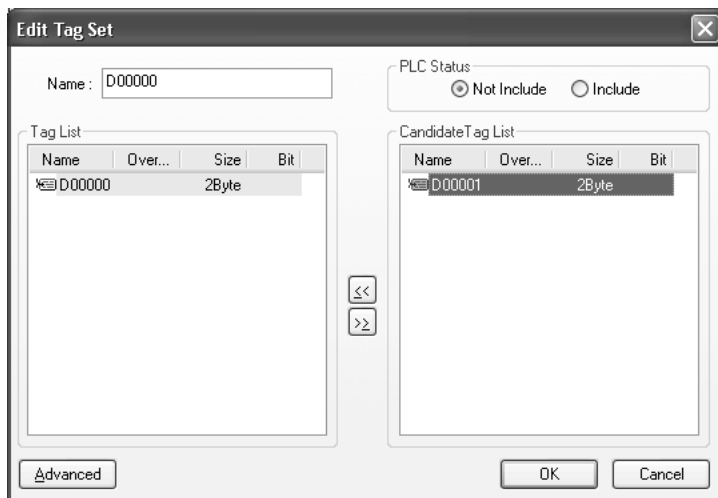 Edit Tag Set
Name : D00000
PLC Status
Not Include Include
Tag List
Name Over... Size Bit
D00000 2Byte
CandidateTag List
Name Over... Size Bit
D00001 2Byte
<<
>>
Advanced OK Cancel